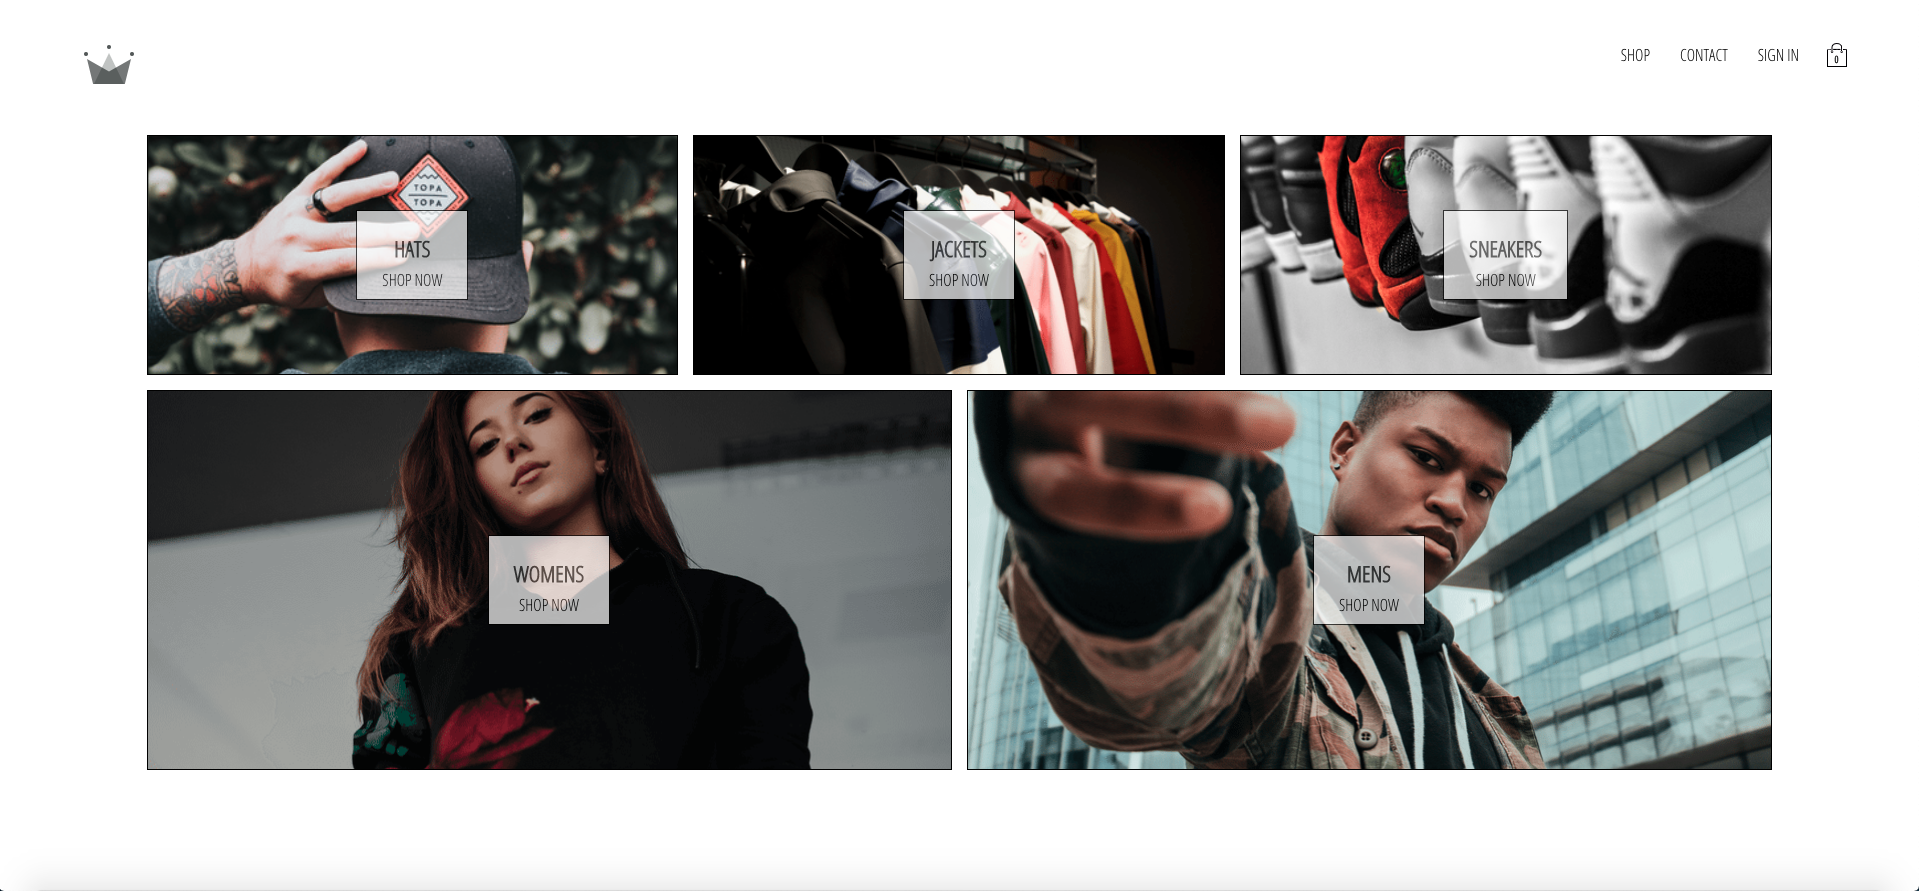 SHOP
CONTACT
SIGN IN
0
TOPA
TOPA
HATS
SHOP NOW
JACKETS
SHOP NOW
SNEAKERS
SHOP NOW
WOMENS
SHOP NOW
MENS
SHOP NOW